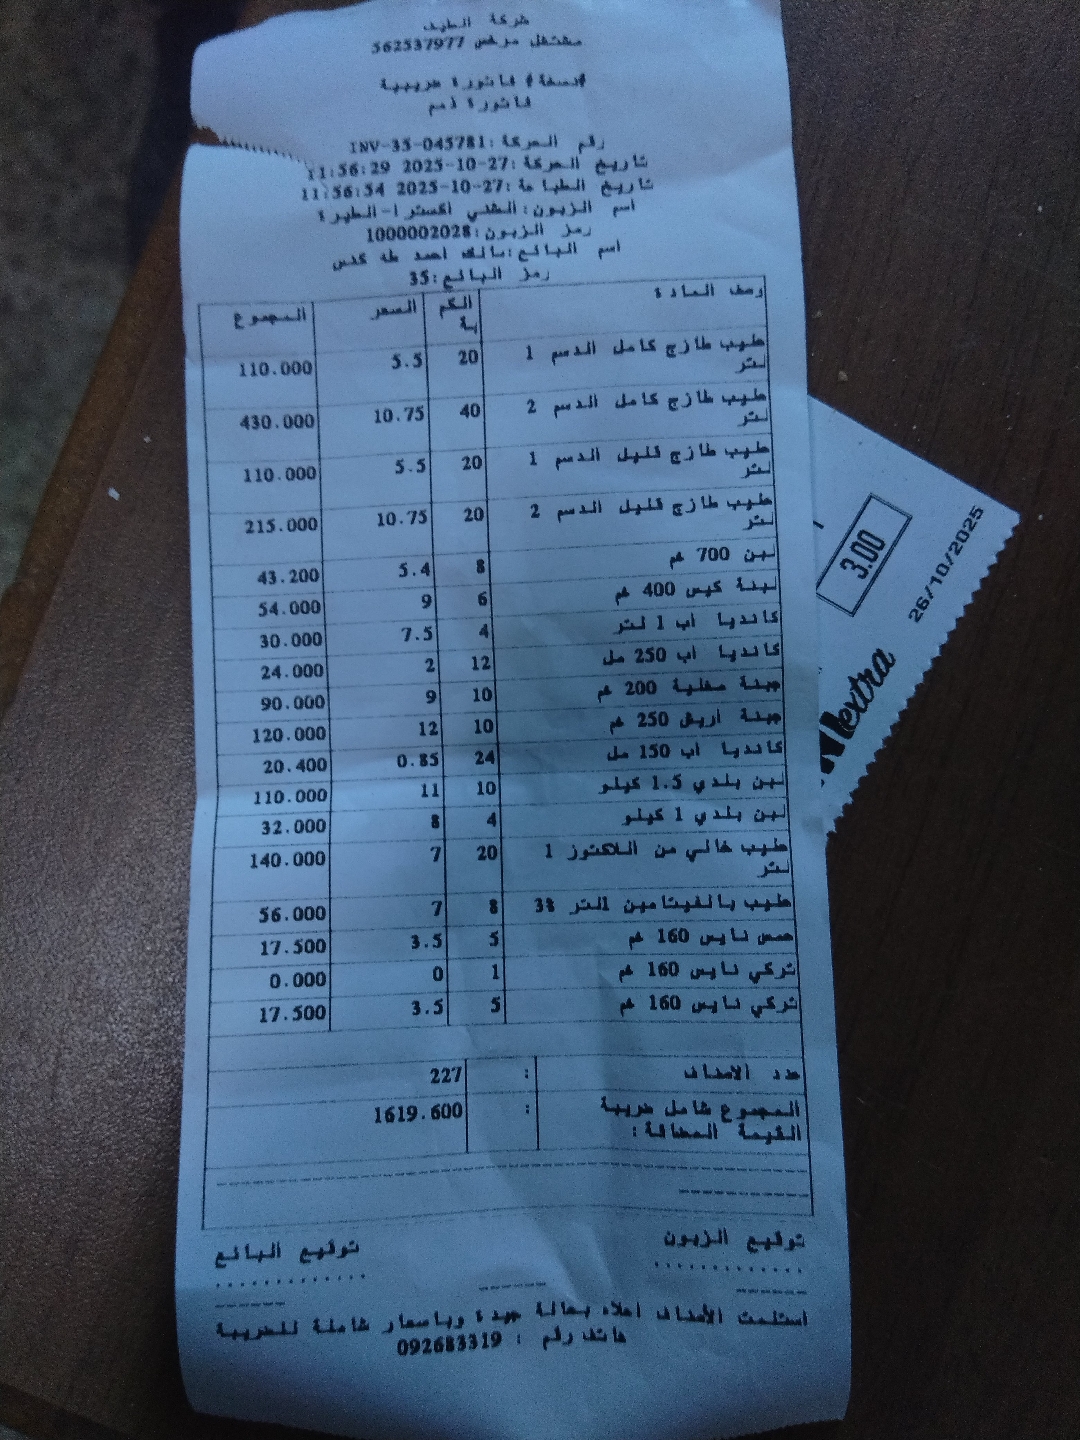 شركة الطيف
مشتغل مرخص 562537977
#نسخة# فاتورة ضريبية
فاتورة ذمم
رقم الحركة: INV-35-045781
تاريخ الحركة: 2025-10-27 11:56:29
تاريخ الطباعة: 2025-10-27 11:56:54
اسم الزبون: الشني اكسترا-الطيرة
رمز الزبون: 1000002028
اسم البائع: مالك احمد طه
رمز البائع: 35
وصف المادة الكمية السعر المجموع
حليب طازج كامل الدسم 1 لتر 20 5.5 110.000
حليب طازج كامل الدسم 2 لتر 40 10.75 430.000
حليب طازج قليل الدسم 1 لتر 20 5.5 110.000
حليب طازج قليل الدسم 2 لتر 20 10.75 215.000
لبن 700 غم 8 5.4 43.200
لبنة كيس 400 غم 6 9 54.000
كانديا اب 1 لتر 4 7.5 30.000
كانديا اب 250 مل 12 2 24.000
جبنة مغلية 200 غم 10 9 90.000
جبنة أريش 250 غم 10 12 120.000
كانديا اب 150 مل 24 0.85 20.400
لبن بلدي 1.5 كيلو 10 11 110.000
لبن بلدي 1 كيلو 4 8 32.000
حليب خالي من اللاكتوز 1 لتر 20 7 140.000
حليب بالفيتامين 1لتر 3% 8 7 56.000
حبش نايس 160 غم 5 3.5 17.500
تركي نايس 160 غم 1 0 0.000
تركي نايس 160 غم 5 3.5 17.500
عدد الاصناف : 227
المجموع شامل ضريبة القيمة المضافة: : 1619.600
توقيع الزبون توقيع البائع
استلمت الأصناف اعلاه بحالة جيدة وباسعار شاملة للضريبة
هاتف رقم : 092683319
3.00
26/10/2025
extra